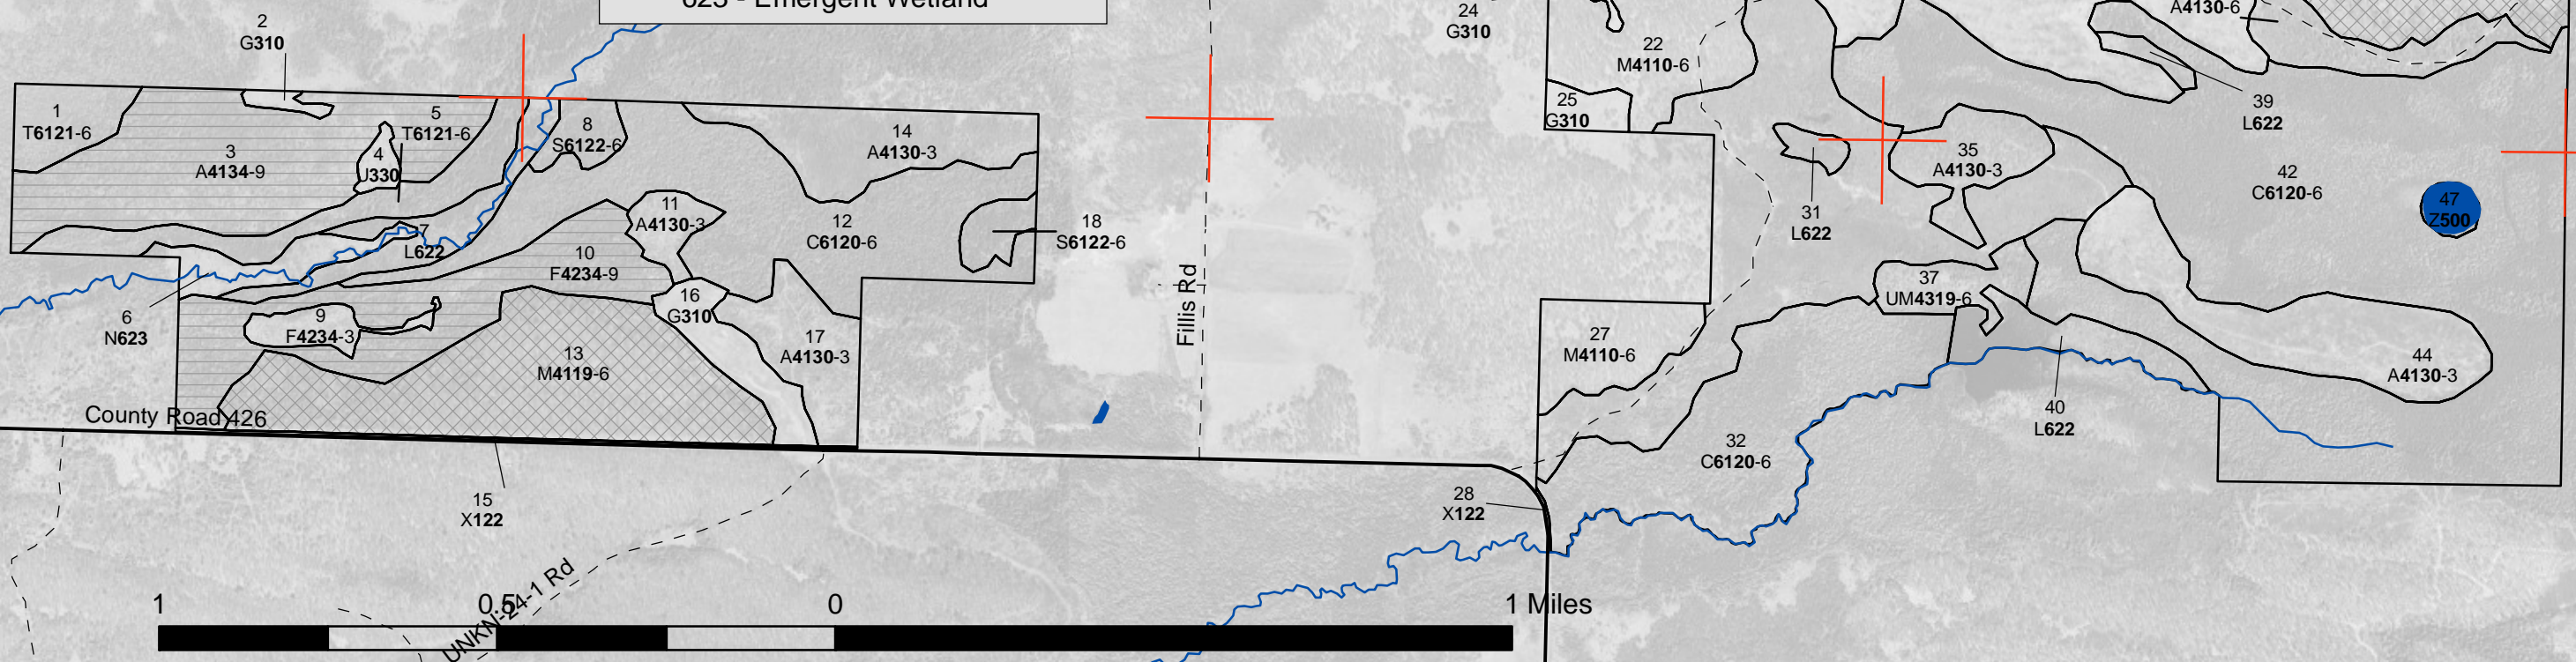 623 - Emergent Wetland
2
G310
1
T6121-6
3
A4134-9
4
U330
5
T6121-6
8
S6122-6
14
A4130-3
11
A4130-3
12
C6120-6
18
S6122-6
7
L622
10
F4234-9
6
N623
9
F4234-3
16
G310
13
M4119-6
17
A4130-3
County Road 426
15
X122
UNKN-24-1 Rd
Fillis Rd
24
G310
22
M4110-6
25
G310
A4130-6
39
L622
35
A4130-3
42
C6120-6
47
Z500
31
L622
37
UM4319-6
27
M4110-6
44
A4130-3
40
L622
32
C6120-6
28
X122
1 0.5 0 1 Miles